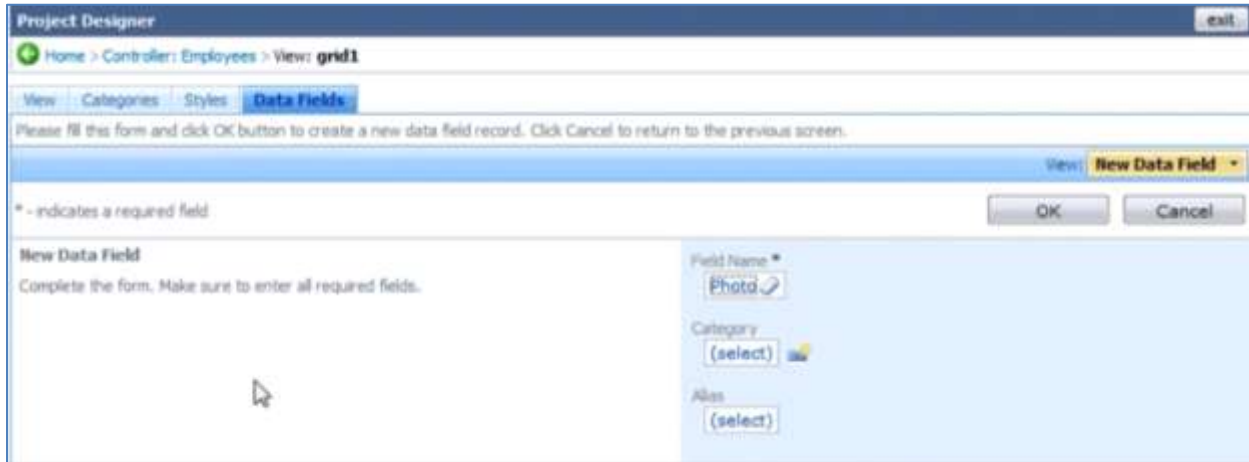 Project Designer exit
Home > Controller: Employees > View: grid1
View Categories Styles Data Fields
Please fill this form and click OK button to create a new data field record. Click Cancel to return to the previous screen.
View: New Data Field
* - indicates a required field OK Cancel
New Data Field
Complete the form. Make sure to enter all required fields.
Field Name *
Photo
Category
(select)
Alias
(select)